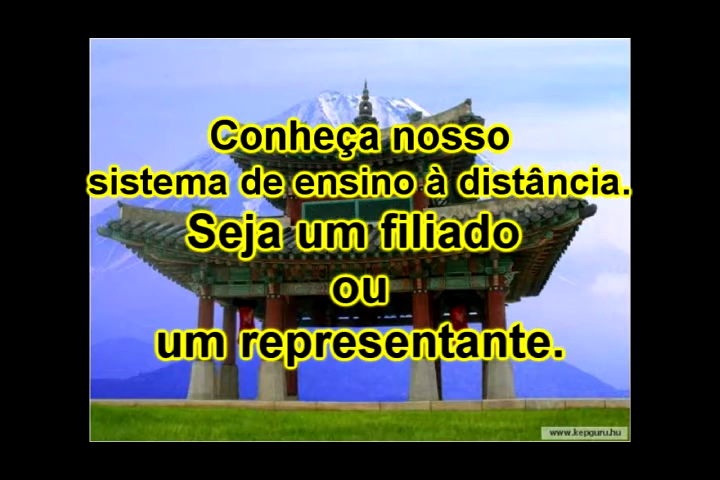 Conheça nosso
sistema de ensino à distância.
Seja um filiado
ou
um representante.
www.kepguru.hu